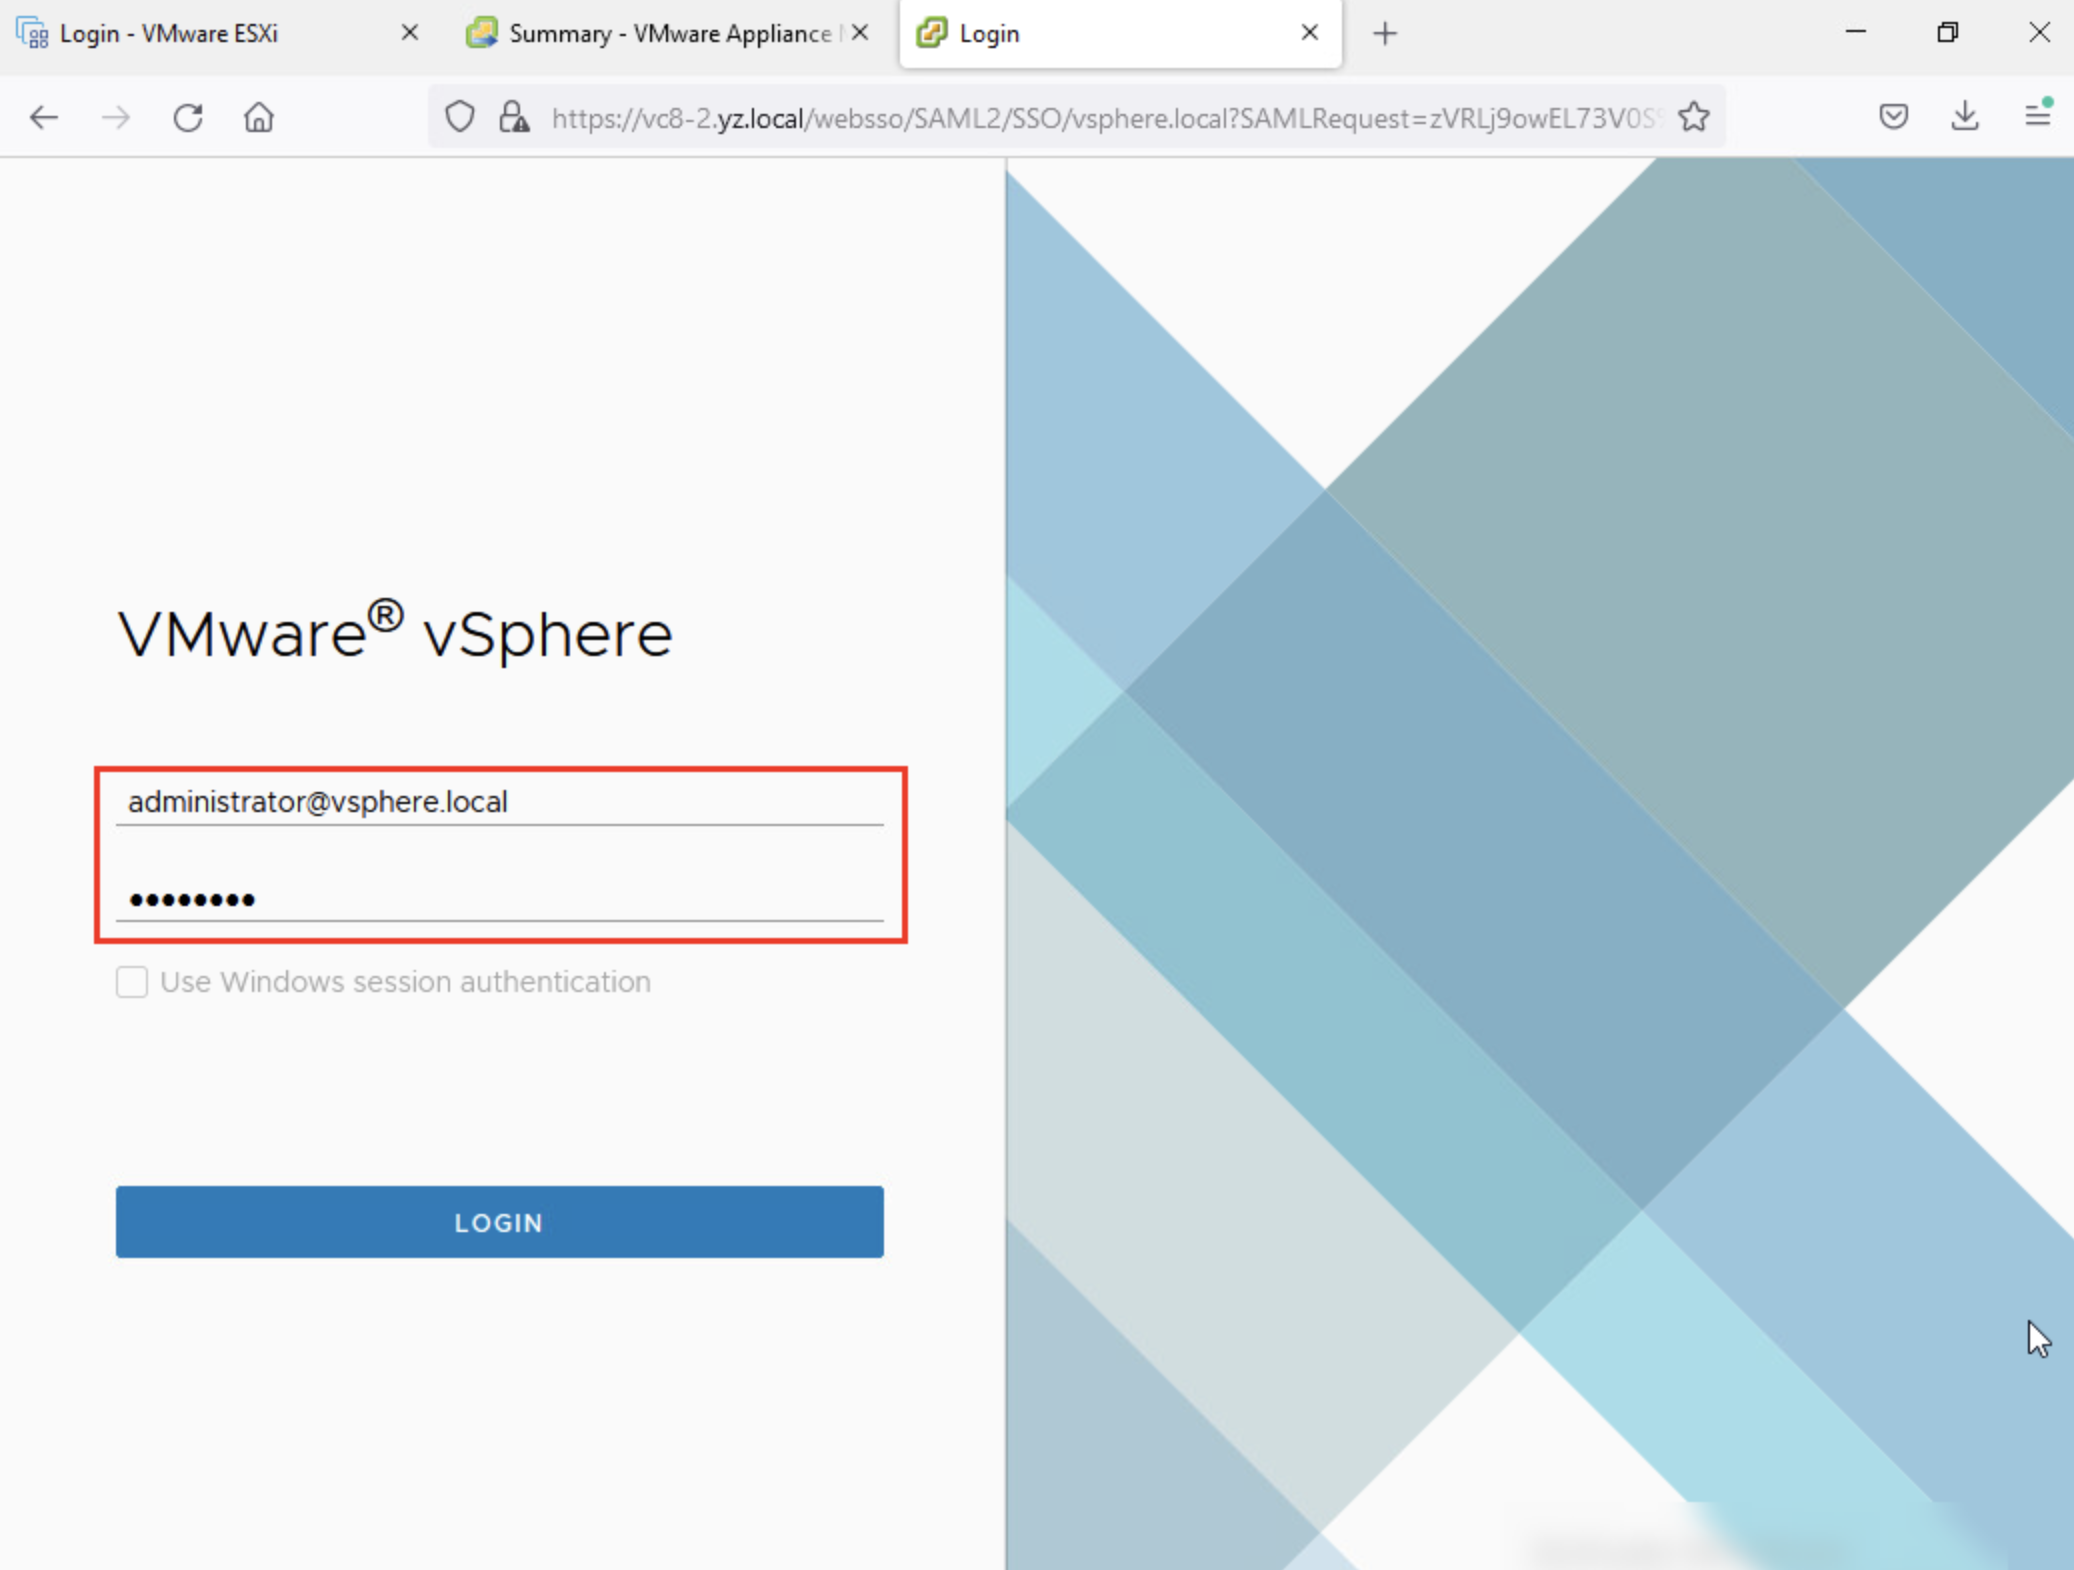 Login - VMware ESXi
Summary - VMware Appliance
Login
https://vc8-2.yz.local/websso/SAML2/SSO/vsphere.local?SAMLRequest=zVRLj9owEL73V0S
VMware® vSphere
administrator@vsphere.local
••••••••
Use Windows session authentication
LOGIN